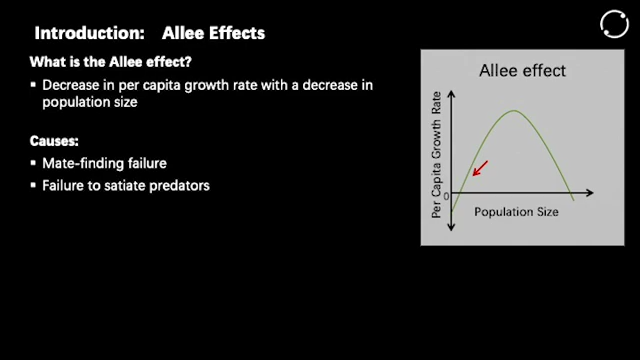 Introduction: Allee Effects
What is the Allee effect?
▪ Decrease in per capita growth rate with a decrease in
population size
Causes:
▪ Mate-finding failure
▪ Failure to satiate predators
Allee effect
Per Capita Growth Rate
0
Population Size